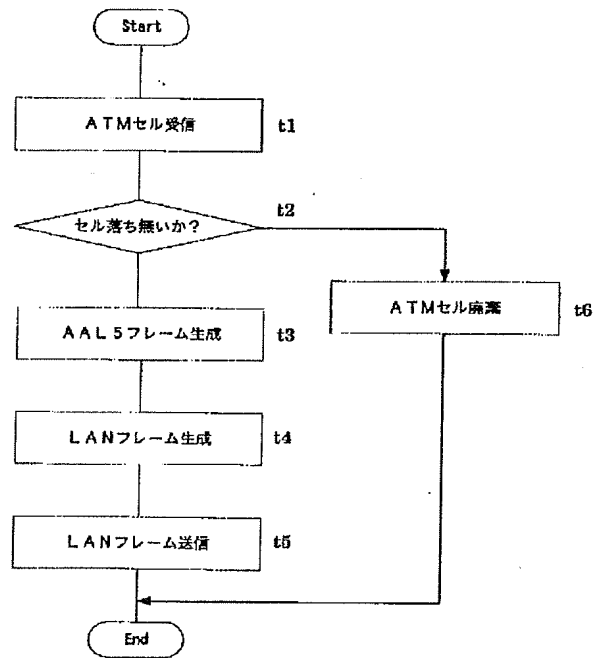 Start
ATMセル受信 t1
セル落ち無いか? t2
ATMセル廃棄 t6
AAL5フレーム生成 t3
LANフレーム生成 t4
LANフレーム送信 t5
End